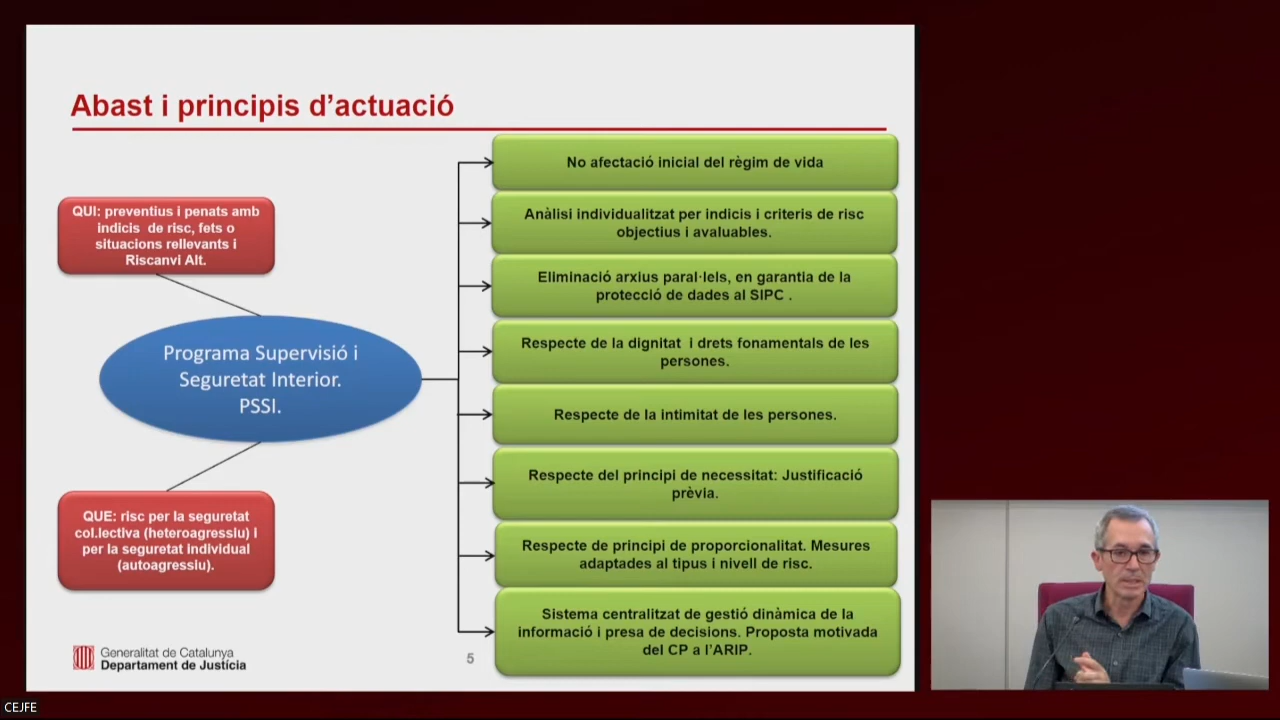 Abast i principis d'actuació
QUI: preventius i penats amb
indicis de risc, fets o
situacions rellevants i
Riscanvi Alt.
Programa Supervisió i
Seguretat Interior.
PSSI.
QUE: risc per la seguretat
col.lectiva (heteroagressiu) i
per la seguretat individual
(autoagressiu).
No afectació inicial del règim de vida
Anàlisi individualitzat per indicis i criteris de risc
objectius i avaluables.
Eliminació arxius paral·lels, en garantia de la
protecció de dades al SIPC .
Respecte de la dignitat i drets fonamentals de les
persones.
Respecte de la intimitat de les persones.
Respecte del principi de necessitat: Justificació
prèvia.
Respecte de principi de proporcionalitat. Mesures
adaptades al tipus i nivell de risc.
Sistema centralitzat de gestió dinàmica de la
informació i presa de decisions. Proposta motivada
del CP a l'ARIP.
Generalitat de Catalunya
Departament de Justícia
5
CEJFE